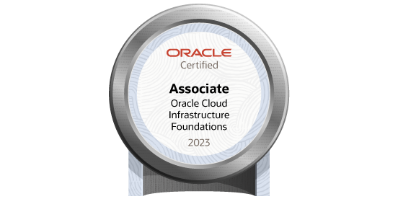 ORACLE
Certified
Associate
Oracle Cloud
Infrastructure
Foundations
2023